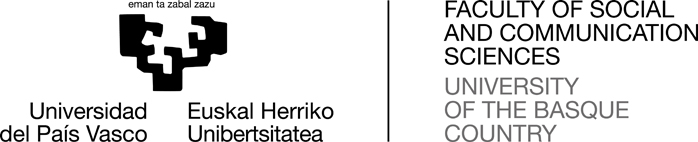 eman ta zabal zazu
Universidad
del País Vasco
Euskal Herriko
Unibertsitatea
FACULTY OF SOCIAL
AND COMMUNICATION
SCIENCES
UNIVERSITY
OF THE BASQUE
COUNTRY